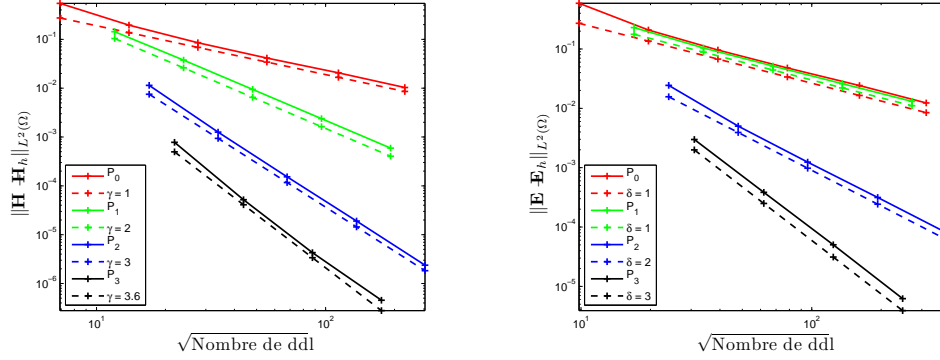 10^-1
10^-2
10^-3
10^-4
10^-5
10^-6
||H - H_h||_{L^2(Ω)}
P_0
γ = 1
P_1
γ = 2
P_2
γ = 3
P_3
γ = 3.6
10^1
10^2
√Nombre de ddl
10^-1
10^-2
10^-3
10^-4
10^-5
||E - E_h||_{L^2(Ω)}
P_0
δ = 1
P_1
δ = 1
P_2
δ = 2
P_3
δ = 3
10^1
10^2
√Nombre de ddl